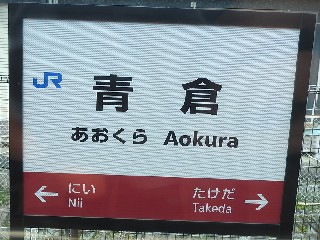 JR
青倉
あおくら Aokura
← にい たけだ →
Nii Takeda